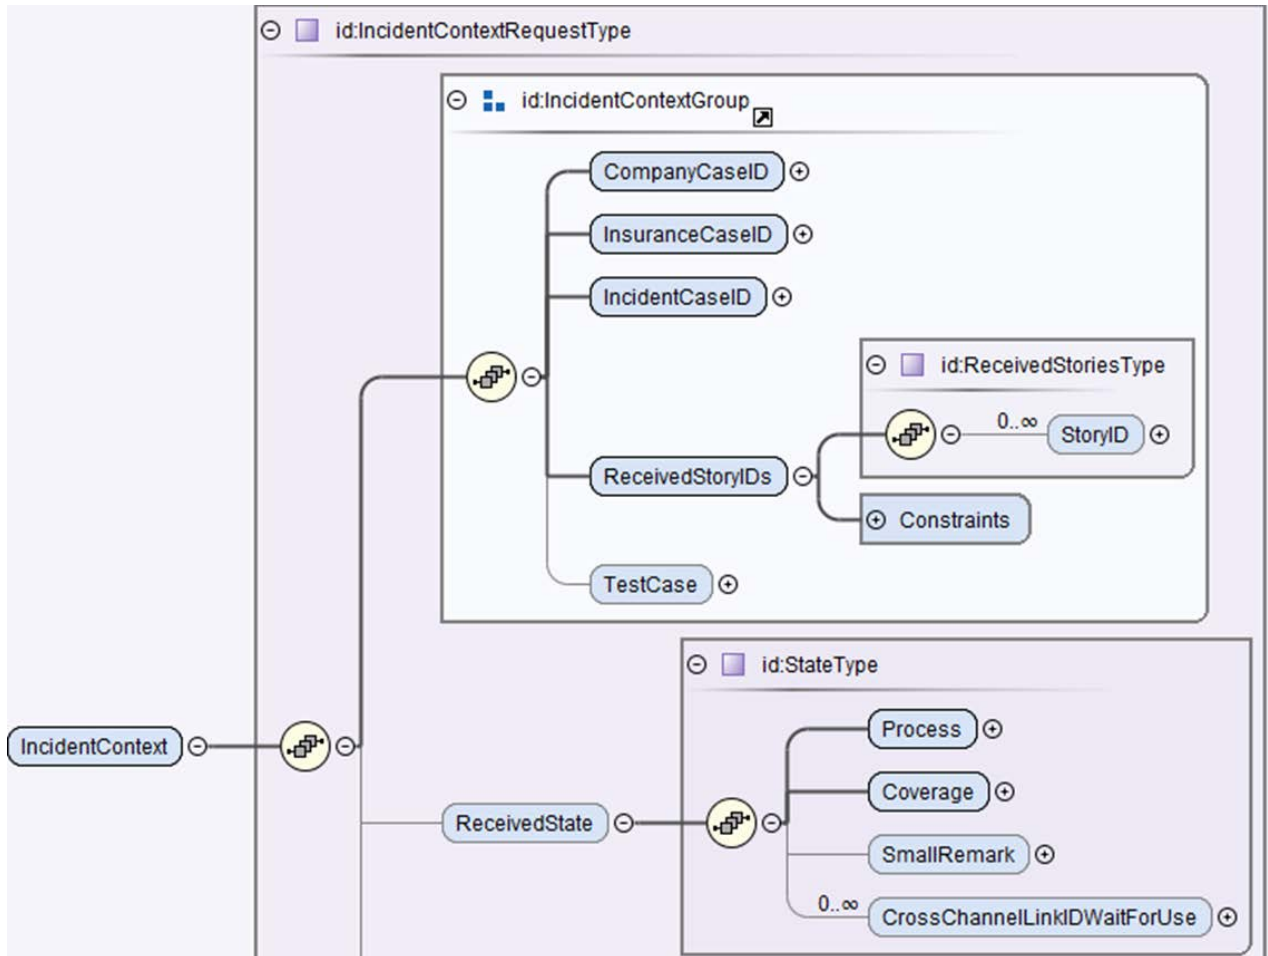 id:IncidentContextRequestType
id:IncidentContextGroup
CompanyCaseID
InsuranceCaseID
IncidentCaseID
id:ReceivedStoriesType
0..∞
StoryID
ReceivedStoryIDs
Constraints
TestCase
id:StateType
Process
IncidentContext
Coverage
ReceivedState
SmallRemark
0..∞
CrossChannelLinkIDWaitForUse